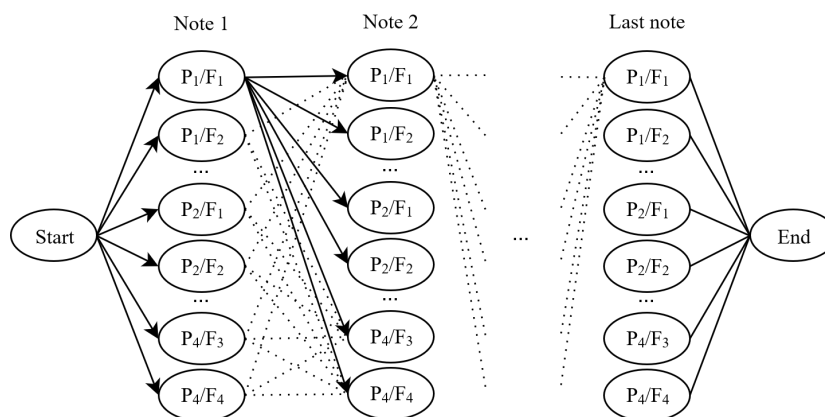 Note 1
Note 2
Last note
P₁/F₁
P₁/F₁
P₁/F₁
P₁/F₂
P₁/F₂
P₁/F₂
...
...
P₂/F₁
P₂/F₁
P₂/F₁
Start
...
End
P₂/F₂
P₂/F₂
P₂/F₂
...
...
P₄/F₃
P₄/F₃
P₄/F₃
P₄/F₄
P₄/F₄
P₄/F₄